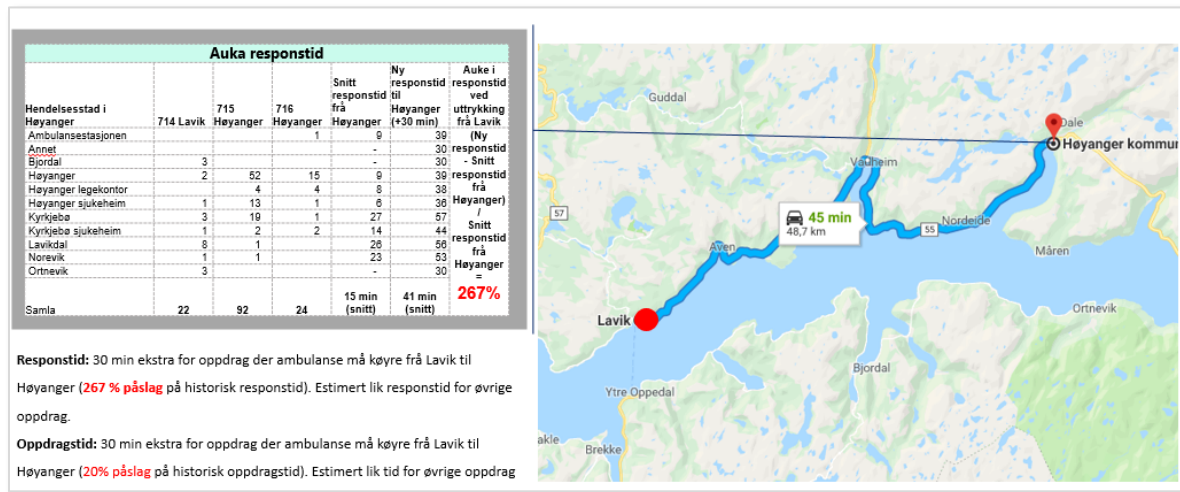 Auka responstid
Hendelsesstad i Høyanger | 714 Lavik | 715 Høyanger | 716 Høyanger | Snitt responstid frå Høyanger | Ny responstid til Høyanger (+30 min) | Auke i responstid ved uttrykking frå Lavik (Ny responstid - Snitt responstid frå Høyanger) / Snitt responstid frå Høyanger = 267%
Ambulansestasjonen 1 9 39
Annet - 30
Bjordal 3 - 30
Høyanger 2 52 15 9 39
Høyanger legekontor 4 4 8 38
Høyanger sjukeheim 1 13 1 6 36
Kyrkjebø 3 19 1 27 57
Kyrkjebø sjukeheim 1 2 2 14 44
Lavikdal 8 1 26 56
Norevik 1 1 23 53
Ortnevik 3 - 30
Samla 22 92 24 15 min (snitt) 41 min (snitt)
Responstid: 30 min ekstra for oppdrag der ambulanse må køyre frå Lavik til
Høyanger (267 % påslag på historisk responstid). Estimert lik responstid for øvrige
oppdrag.
Oppdragstid: 30 min ekstra for oppdrag der ambulanse må køyre frå Lavik til
Høyanger (20% påslag på historisk oppdragstid). Estimert lik tid for øvrige oppdrag
Guddal
Dale
Høyanger kommun
Vadheim
57
45 min
48,7 km
55
Nordeide
Måren
Aven
Lavik
Ortnevik
Bjordal
Ytre Oppedal
akle
Brekke
57